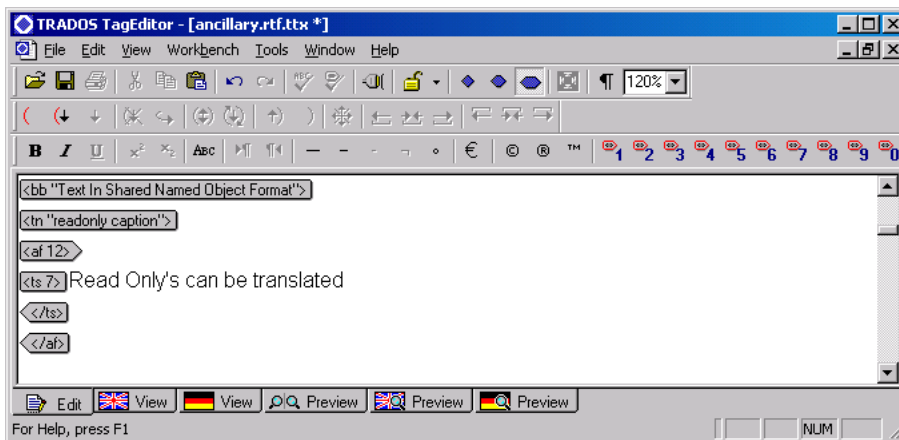 TRADOS TagEditor - [ancillary.rtf.ttx *]
File Edit View Workbench Tools Window Help
ABC ¶ 120%
B I U x² x₂ ABC ¶ ¶ — – - ¬ ° € © ® ™ 1 2 3 4 5 6 7 8 9 0
<bb "Text In Shared Named Object Format">
<tn "readonly caption">
<af 12>
<ts 7> Read Only's can be translated
</ts>
</af>
Edit View View Preview Preview Preview
For Help, press F1 NUM